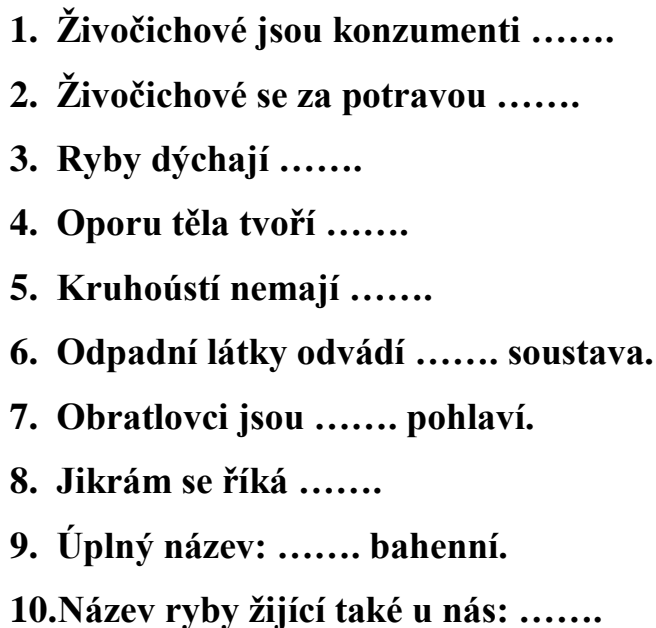 1. Živočichové jsou konzumenti …….
2. Živočichové se za potravou …….
3. Ryby dýchají …….
4. Oporu těla tvoří …….
5. Kruhoústí nemají …….
6. Odpadní látky odvádí ……. soustava.
7. Obratlovci jsou ……. pohlaví.
8. Jikrám se říká …….
9. Úplný název: ……. bahenní.
10.Název ryby žijící také u nás: …….